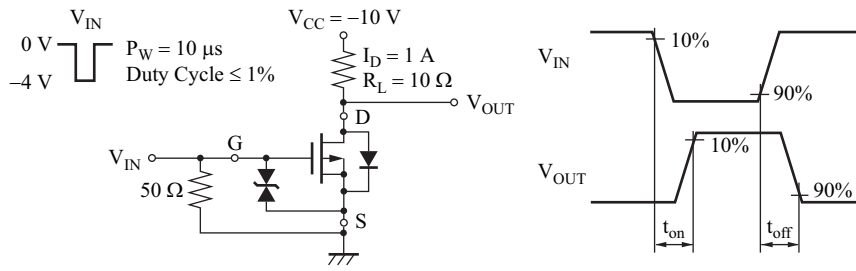 V_IN
0 V
−4 V
P_W = 10 μs
Duty Cycle ≤ 1%
V_CC = −10 V
I_D = 1 A
R_L = 10 Ω
V_OUT
D
V_IN
G
50 Ω
S
V_IN
10%
90%
V_OUT
10%
90%
t_on
t_off